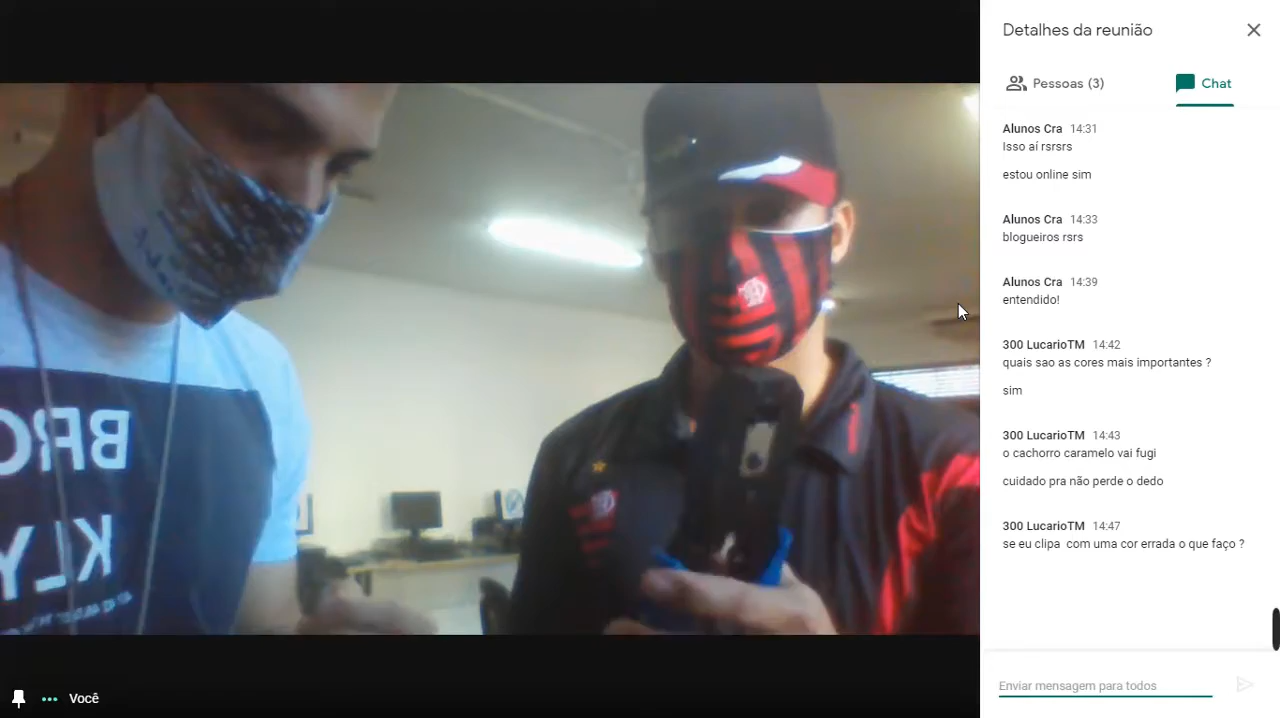 Detalhes da reunião
Pessoas (3)
Chat
Alunos Cra 14:31
Isso aí rsrsrs
estou online sim
Alunos Cra 14:33
blogueiros rsrs
Alunos Cra 14:39
entendido!
300 LucarioTM 14:42
quais sao as cores mais importantes ?
sim
300 LucarioTM 14:43
o cachorro caramelo vai fugi
cuidado pra não perde o dedo
300 LucarioTM 14:47
se eu clipa com uma cor errada o que faço ?
Enviar mensagem para todos
Você